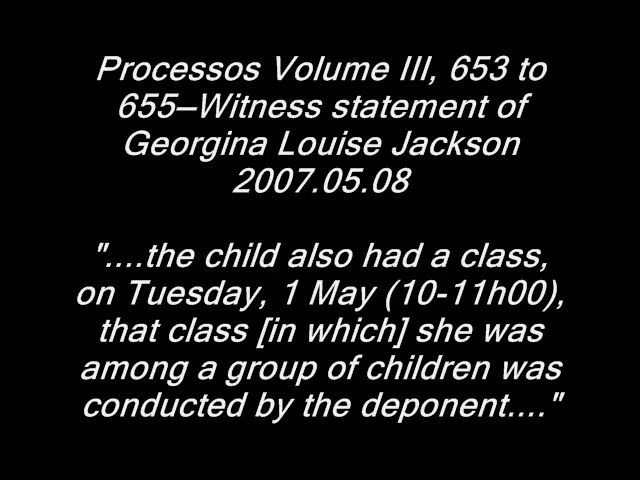 Processos Volume III, 653 to
655—Witness statement of
Georgina Louise Jackson
2007.05.08
"....the child also had a class,
on Tuesday, 1 May (10-11h00),
that class [in which] she was
among a group of children was
conducted by the deponent...."